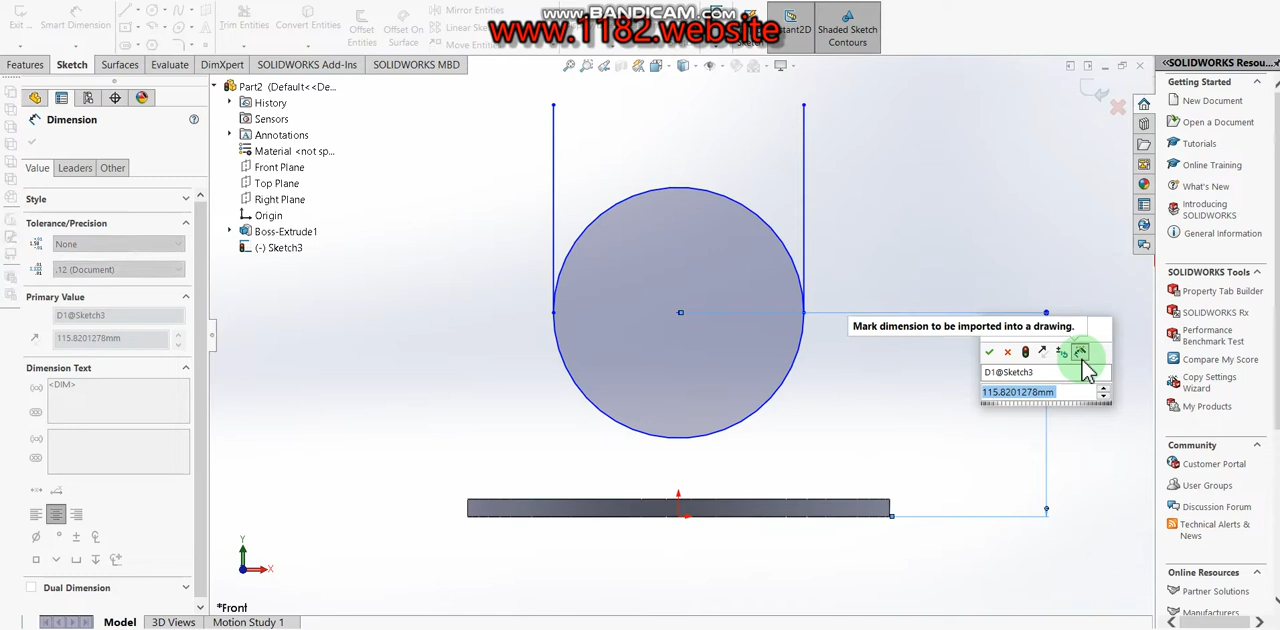 www.BANDICAM.com
www.1182.website
Exit ...
Smart Dimension
Trim Entities
Convert Entities
Offset Entities
Offset On Surface
Mirror Entities
Linear Sk
Move Entities
stant2D
Shaded Sketch Contours
Features
Sketch
Surfaces
Evaluate
DimXpert
SOLIDWORKS Add-Ins
SOLIDWORKS MBD
Dimension
Value
Leaders
Other
Style
Tolerance/Precision
None
.12 (Document)
Primary Value
D1@Sketch3
115.8201278mm
Dimension Text
<DIM>
Dual Dimension
Part2 (Default<<De...
History
Sensors
Annotations
Material <not sp...
Front Plane
Top Plane
Right Plane
Origin
Boss-Extrude1
(-) Sketch3
Mark dimension to be imported into a drawing.
D1@Sketch3
115.8201278mm
Y
X
*Front
Model
3D Views
Motion Study 1
SOLIDWORKS Resou...
Getting Started
New Document
Open a Document
Tutorials
Online Training
What's New
Introducing SOLIDWORKS
General Information
SOLIDWORKS Tools
Property Tab Builder
SOLIDWORKS Rx
Performance Benchmark Test
Compare My Score
Copy Settings Wizard
My Products
Community
Customer Portal
User Groups
Discussion Forum
Technical Alerts & News
Online Resources
Partner Solutions
Manufacturers